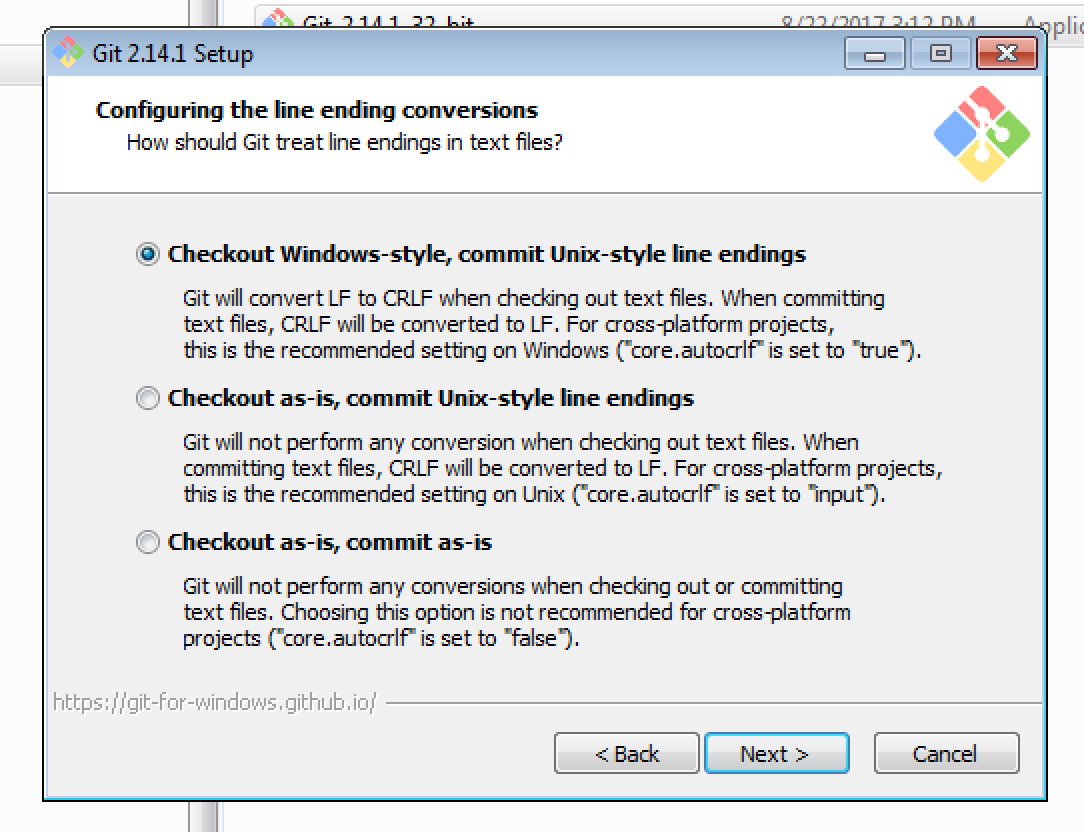 Git-2.14.1-32-bit 8/22/2017 3:12 PM Applic
Git 2.14.1 Setup
Configuring the line ending conversions
How should Git treat line endings in text files?
Checkout Windows-style, commit Unix-style line endings
Git will convert LF to CRLF when checking out text files. When committing
text files, CRLF will be converted to LF. For cross-platform projects,
this is the recommended setting on Windows ("core.autocrlf" is set to "true").
Checkout as-is, commit Unix-style line endings
Git will not perform any conversion when checking out text files. When
committing text files, CRLF will be converted to LF. For cross-platform projects,
this is the recommended setting on Unix ("core.autocrlf" is set to "input").
Checkout as-is, commit as-is
Git will not perform any conversions when checking out or committing
text files. Choosing this option is not recommended for cross-platform
projects ("core.autocrlf" is set to "false").
https://git-for-windows.github.io/
< Back Next > Cancel